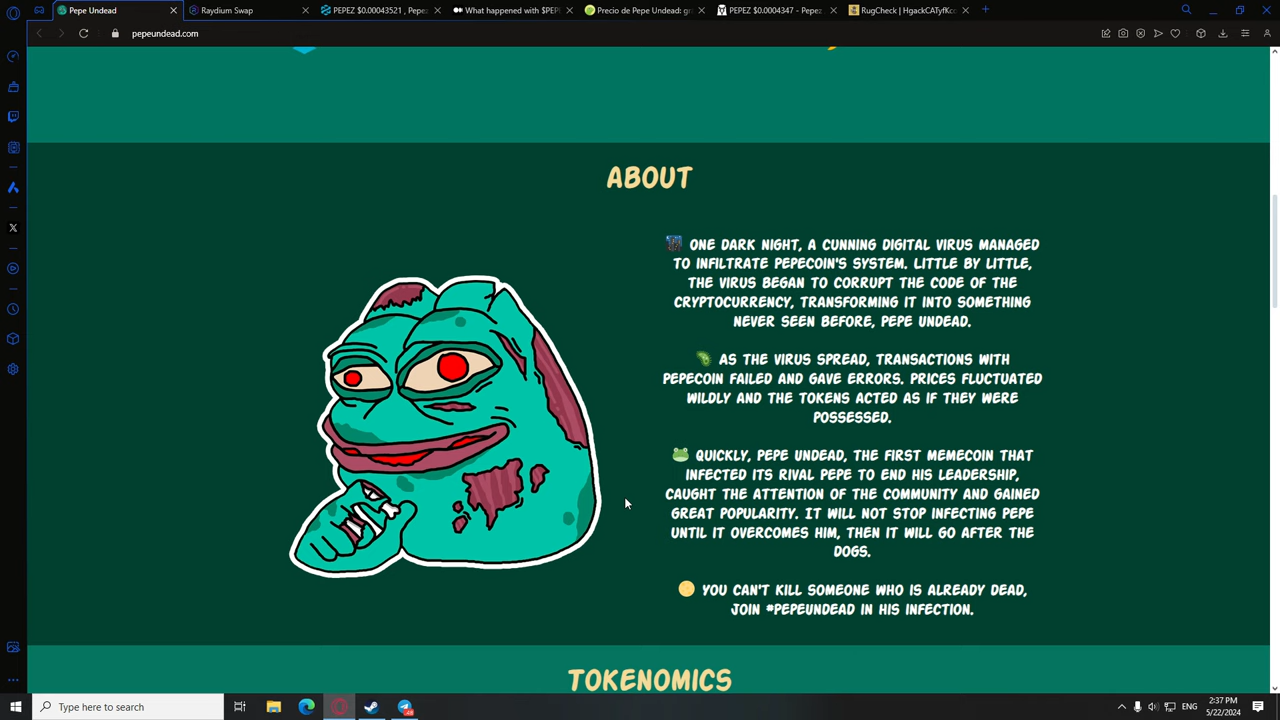 Pepe Undead
Raydium Swap
PEPEZ $0.00043521 , Pepez
What happened with $PEPE
Precio de Pepe Undead: gra
PEPEZ $0.0004347 - Pepez
RugCheck | HgackCATyfKcc
pepeundead.com
ABOUT
ONE DARK NIGHT, A CUNNING DIGITAL VIRUS MANAGED
TO INFILTRATE PEPECOIN'S SYSTEM. LITTLE BY LITTLE,
THE VIRUS BEGAN TO CORRUPT THE CODE OF THE
CRYPTOCURRENCY, TRANSFORMING IT INTO SOMETHING
NEVER SEEN BEFORE, PEPE UNDEAD.
AS THE VIRUS SPREAD, TRANSACTIONS WITH
PEPECOIN FAILED AND GAVE ERRORS. PRICES FLUCTUATED
WILDLY AND THE TOKENS ACTED AS IF THEY WERE
POSSESSED.
QUICKLY, PEPE UNDEAD, THE FIRST MEMECOIN THAT
INFECTED ITS RIVAL PEPE TO END HIS LEADERSHIP,
CAUGHT THE ATTENTION OF THE COMMUNITY AND GAINED
GREAT POPULARITY. IT WILL NOT STOP INFECTING PEPE
UNTIL IT OVERCOMES HIM, THEN IT WILL GO AFTER THE
DOGS.
YOU CAN'T KILL SOMEONE WHO IS ALREADY DEAD,
JOIN #PEPEUNDEAD IN HIS INFECTION.
TOKENOMICS
Type here to search
ENG
2:37 PM
5/22/2024